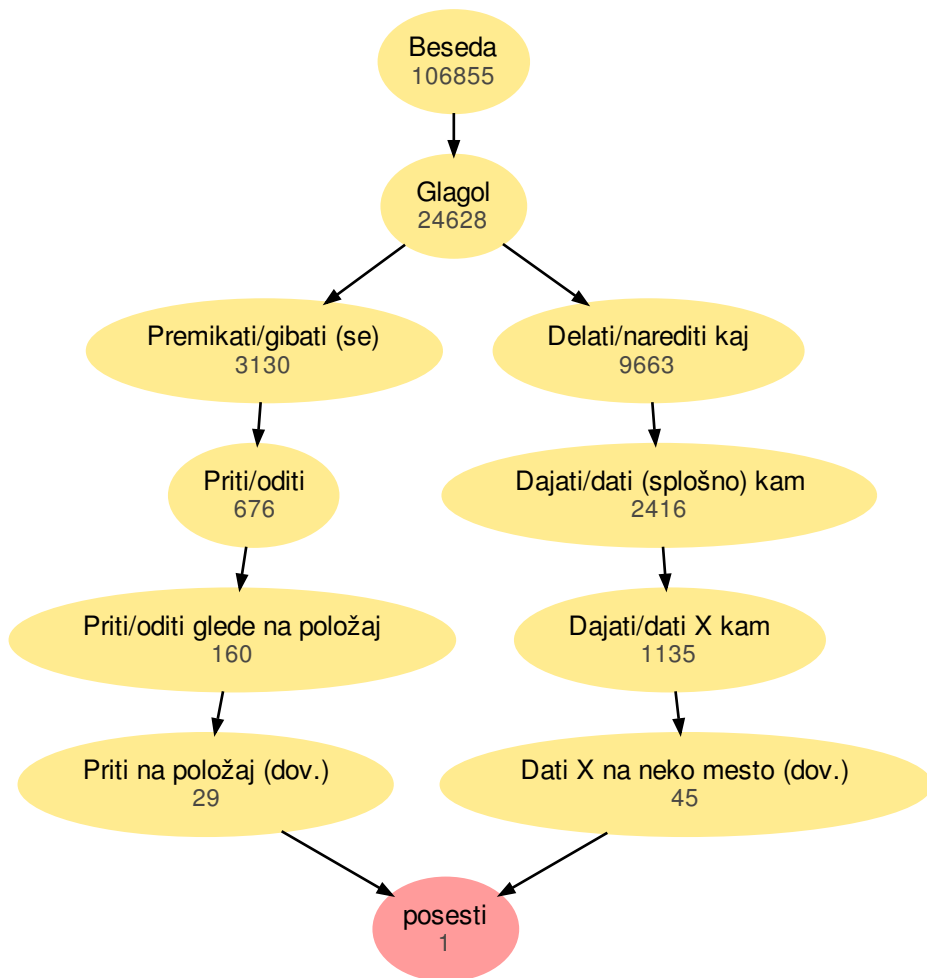 Beseda
106855
Glagol
24628
Premikati/gibati (se)
3130
Delati/narediti kaj
9663
Priti/oditi
676
Dajati/dati (splošno) kam
2416
Priti/oditi glede na položaj
160
Dajati/dati X kam
1135
Priti na položaj (dov.)
29
Dati X na neko mesto (dov.)
45
posesti
1